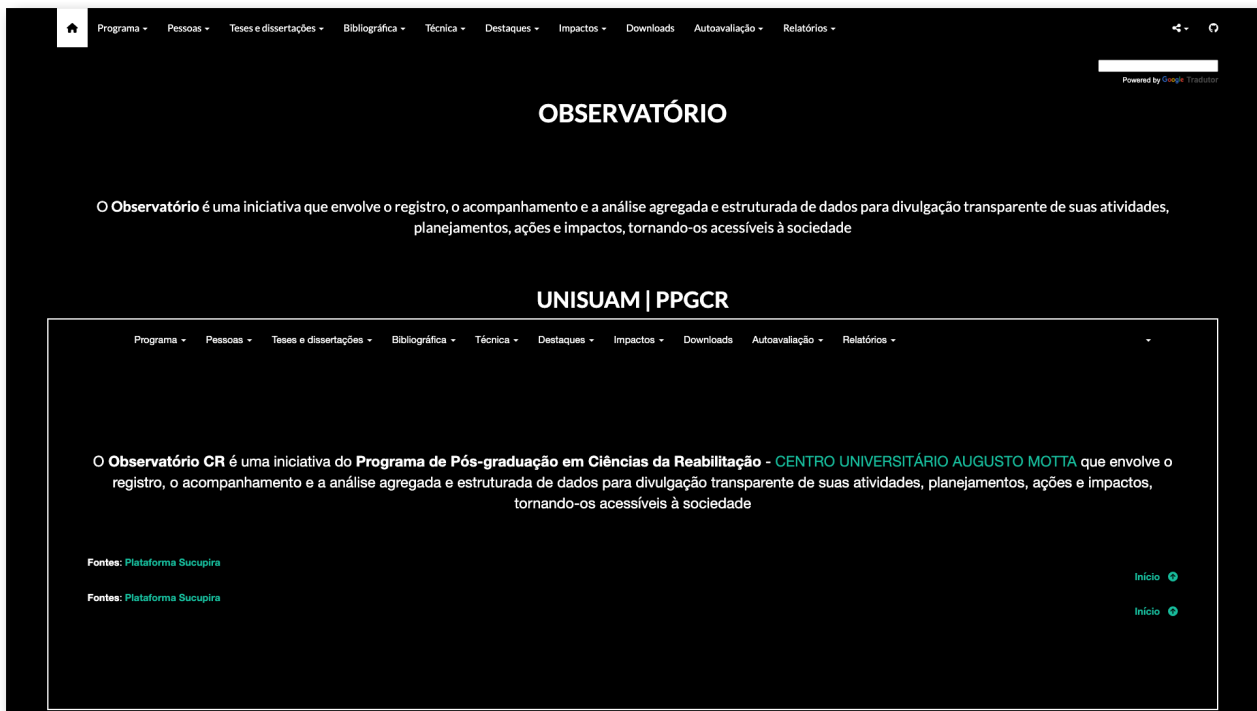 Programa Pessoas Teses e dissertações Bibliográfica Técnica Destaques Impactos Downloads Autoavaliação Relatórios
Powered by Google Tradutor
OBSERVATÓRIO
O Observatório é uma iniciativa que envolve o registro, o acompanhamento e a análise agregada e estruturada de dados para divulgação transparente de suas atividades,
planejamentos, ações e impactos, tornando-os acessíveis à sociedade
UNISUAM | PPGCR
Programa Pessoas Teses e dissertações Bibliográfica Técnica Destaques Impactos Downloads Autoavaliação Relatórios
O Observatório CR é uma iniciativa do Programa de Pós-graduação em Ciências da Reabilitação - CENTRO UNIVERSITÁRIO AUGUSTO MOTTA que envolve o
registro, o acompanhamento e a análise agregada e estruturada de dados para divulgação transparente de suas atividades, planejamentos, ações e impactos,
tornando-os acessíveis à sociedade
Fontes: Plataforma Sucupira
Início
Fontes: Plataforma Sucupira
Início